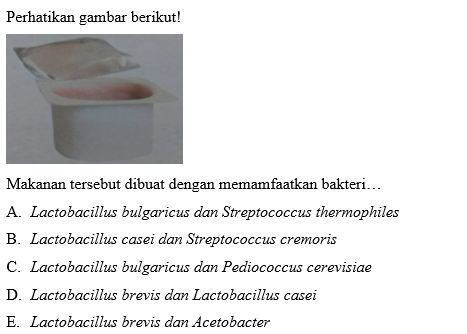 Perhatikan gambar berikut!
Makanan tersebut dibuat dengan memamfaatkan bakteri…
A. Lactobacillus bulgaricus dan Streptococcus thermophiles
B. Lactobacillus casei dan Streptococcus cremoris
C. Lactobacillus bulgaricus dan Pediococcus cerevisiae
D. Lactobacillus brevis dan Lactobacillus casei
E. Lactobacillus brevis dan Acetobacter